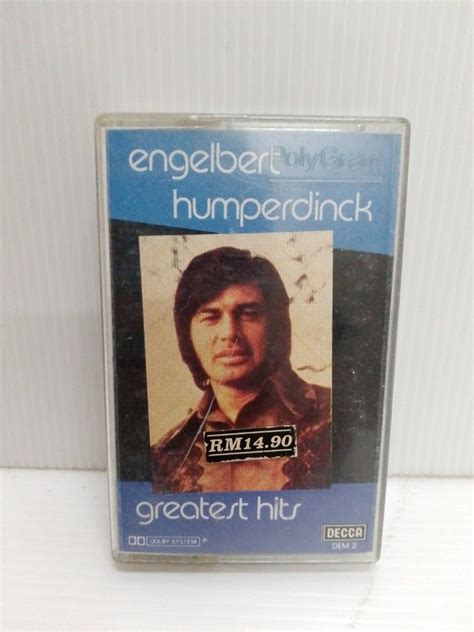 engelbert PolyGram
humperdinck
RM14.90
greatest hits
DECCA
DOLBY SYSTEM
DEM 2